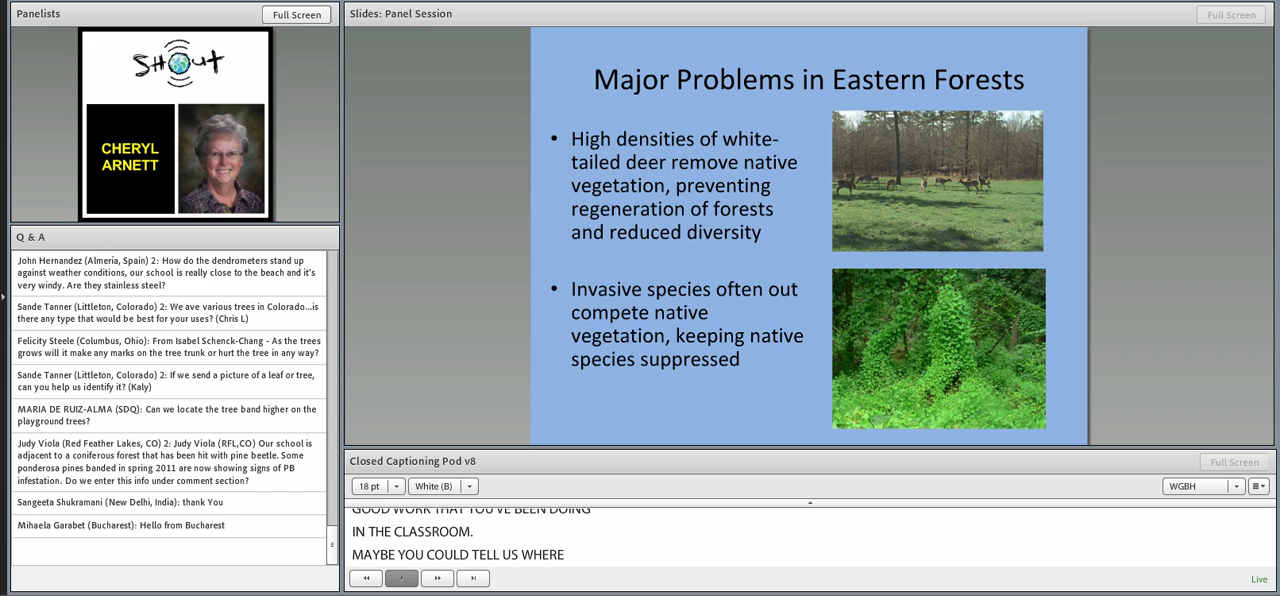 Panelists
Full Screen
SHOUT
CHERYL
ARNETT
Q & A
John Hernandez (Almería, Spain) 2: How do the dendrometers stand up
against weather conditions, our school is really close to the beach and it's
very windy. Are they stainless steel?
Sande Tanner (Littleton, Colorado) 2: We ave various trees in Colorado...is
there any type that would be best for your uses? (Chris L)
Felicity Steele (Columbus, Ohio): From Isabel Schenck-Chang - As the trees
grows will it make any marks on the tree trunk or hurt the tree in any way?
Sande Tanner (Littleton, Colorado) 2: If we send a picture of a leaf or tree,
can you help us identify it? (Kaly)
MARIA DE RUIZ-ALMA (SDQ): Can we locate the tree band higher on the
playground trees?
Judy Viola (Red Feather Lakes, CO) 2: Judy Viola (RFL,CO) Our school is
adjacent to a coniferous forest that has been hit with pine beetle. Some
ponderosa pines banded in spring 2011 are now showing signs of PB
infestation. Do we enter this info under comment section?
Sangeeta Shukramani (New Delhi, India): thank You
Mihaela Garabet (Bucharest): Hello from Bucharest
Slides: Panel Session
Full Screen
Major Problems in Eastern Forests
• High densities of white-
tailed deer remove native
vegetation, preventing
regeneration of forests
and reduced diversity
• Invasive species often out
compete native
vegetation, keeping native
species suppressed
Closed Captioning Pod v8
Full Screen
18 pt
White (B)
WGBH
GOOD WORK THAT YOU'VE BEEN DOING
IN THE CLASSROOM.
MAYBE YOU COULD TELL US WHERE
Live